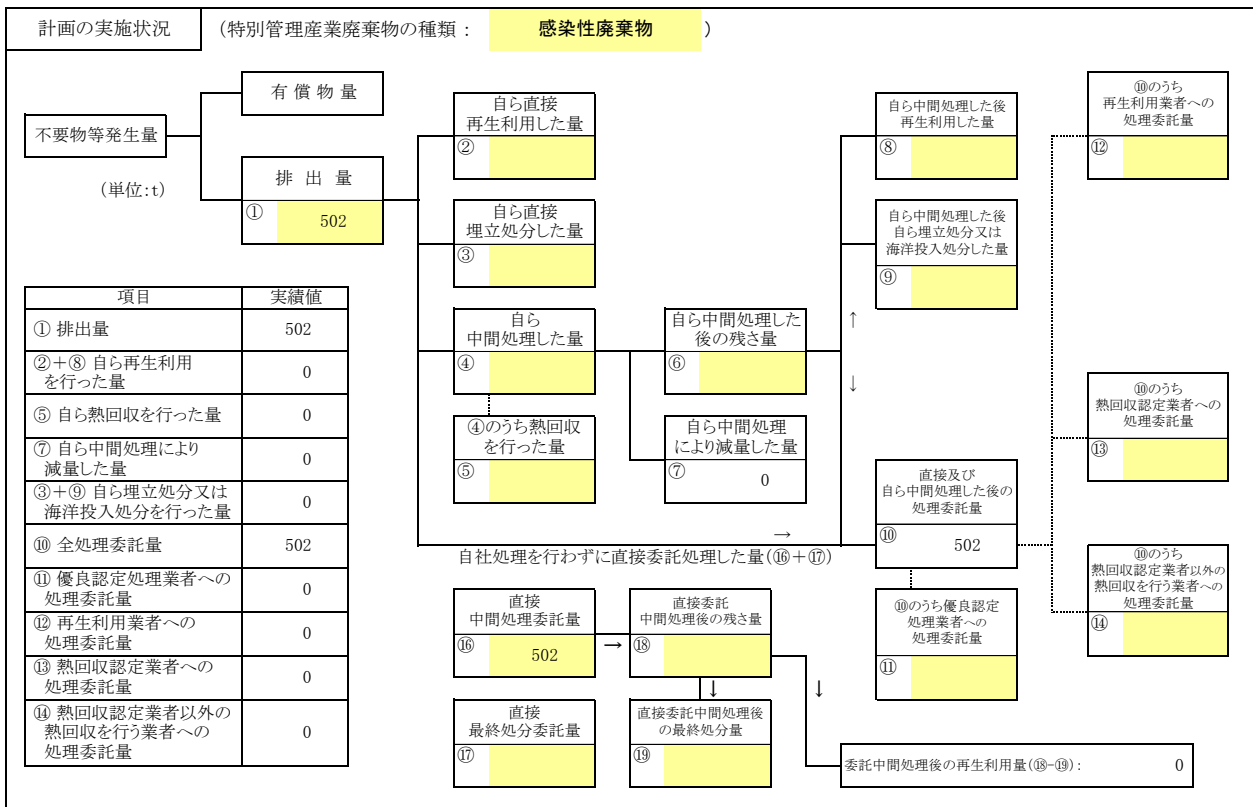 計画の実施状況
(特別管理産業廃棄物の種類： 感染性廃棄物 )
不要物等発生量
(単位:t)
有 償 物 量
排 出 量
① 502
自ら直接
再生利用した量
②
自ら直接
埋立処分した量
③
自ら
中間処理した量
④
④のうち熱回収
を行った量
⑤
自ら中間処理した
後の残さ量
⑥
自ら中間処理
により減量した量
⑦ 0
自ら中間処理した後
再生利用した量
⑧
自ら中間処理した後
自ら埋立処分又は
海洋投入処分した量
⑨
↑
↓
直接及び
自ら中間処理した後の
処理委託量
⑩ 502
→
自社処理を行わずに直接委託処理した量(⑯＋⑰)
⑩のうち優良認定
処理業者への
処理委託量
⑪
⑩のうち
再生利用業者への
処理委託量
⑫
⑩のうち
熱回収認定業者への
処理委託量
⑬
⑩のうち
熱回収認定業者以外の
熱回収を行う業者への
処理委託量
⑭
直接
中間処理委託量
⑯ 502
→
直接委託
中間処理後の残さ量
⑱
↓
↓
直接
最終処分委託量
⑰
直接委託中間処理後
の最終処分量
⑲
委託中間処理後の再生利用量(⑱-⑲)： 0
項目 実績値
① 排出量 502
②＋⑧ 自ら再生利用
を行った量 0
⑤ 自ら熱回収を行った量 0
⑦ 自ら中間処理により
減量した量 0
③＋⑨ 自ら埋立処分又は
海洋投入処分を行った量 0
⑩ 全処理委託量 502
⑪ 優良認定処理業者への
処理委託量 0
⑫ 再生利用業者への
処理委託量 0
⑬ 熱回収認定業者への
処理委託量 0
⑭ 熱回収認定業者以外の
熱回収を行う業者への
処理委託量 0